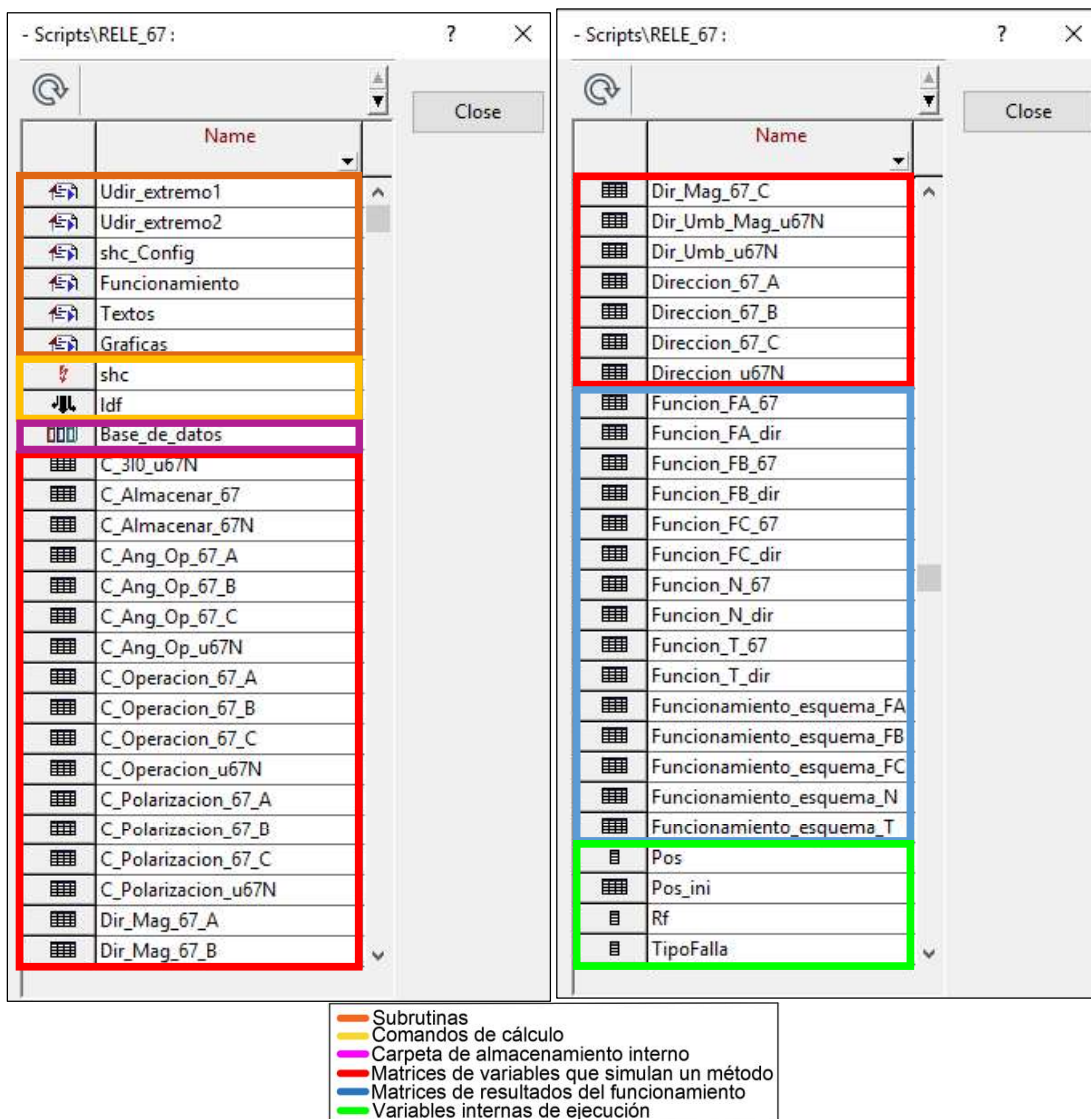 - Scripts\RELE_67 :
?
Close
Name
Udir_extremo1
Udir_extremo2
shc_Config
Funcionamiento
Textos
Graficas
shc
ldf
Base_de_datos
C_3I0_u67N
C_Almacenar_67
C_Almacenar_67N
C_Ang_Op_67_A
C_Ang_Op_67_B
C_Ang_Op_67_C
C_Ang_Op_u67N
C_Operacion_67_A
C_Operacion_67_B
C_Operacion_67_C
C_Operacion_u67N
C_Polarizacion_67_A
C_Polarizacion_67_B
C_Polarizacion_67_C
C_Polarizacion_u67N
Dir_Mag_67_A
Dir_Mag_67_B
- Scripts\RELE_67 :
?
Close
Name
Dir_Mag_67_C
Dir_Umb_Mag_u67N
Dir_Umb_u67N
Direccion_67_A
Direccion_67_B
Direccion_67_C
Direccion_u67N
Funcion_FA_67
Funcion_FA_dir
Funcion_FB_67
Funcion_FB_dir
Funcion_FC_67
Funcion_FC_dir
Funcion_N_67
Funcion_N_dir
Funcion_T_67
Funcion_T_dir
Funcionamiento_esquema_FA
Funcionamiento_esquema_FB
Funcionamiento_esquema_FC
Funcionamiento_esquema_N
Funcionamiento_esquema_T
Pos
Pos_ini
Rf
TipoFalla
Subrutinas
Comandos de cálculo
Carpeta de almacenamiento interno
Matrices de variables que simulan un método
Matrices de resultados del funcionamiento
Variables internas de ejecución